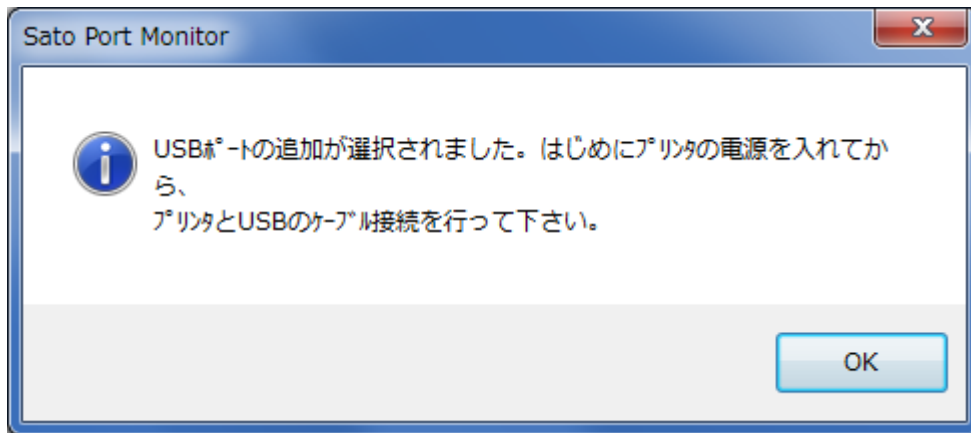 Sato Port Monitor
USBﾎﾟｰﾄの追加が選択されました。はじめにﾌﾟﾘﾝﾀの電源を入れてか
ら、
ﾌﾟﾘﾝﾀとUSBのｹｰﾌﾞﾙ接続を行って下さい。
OK